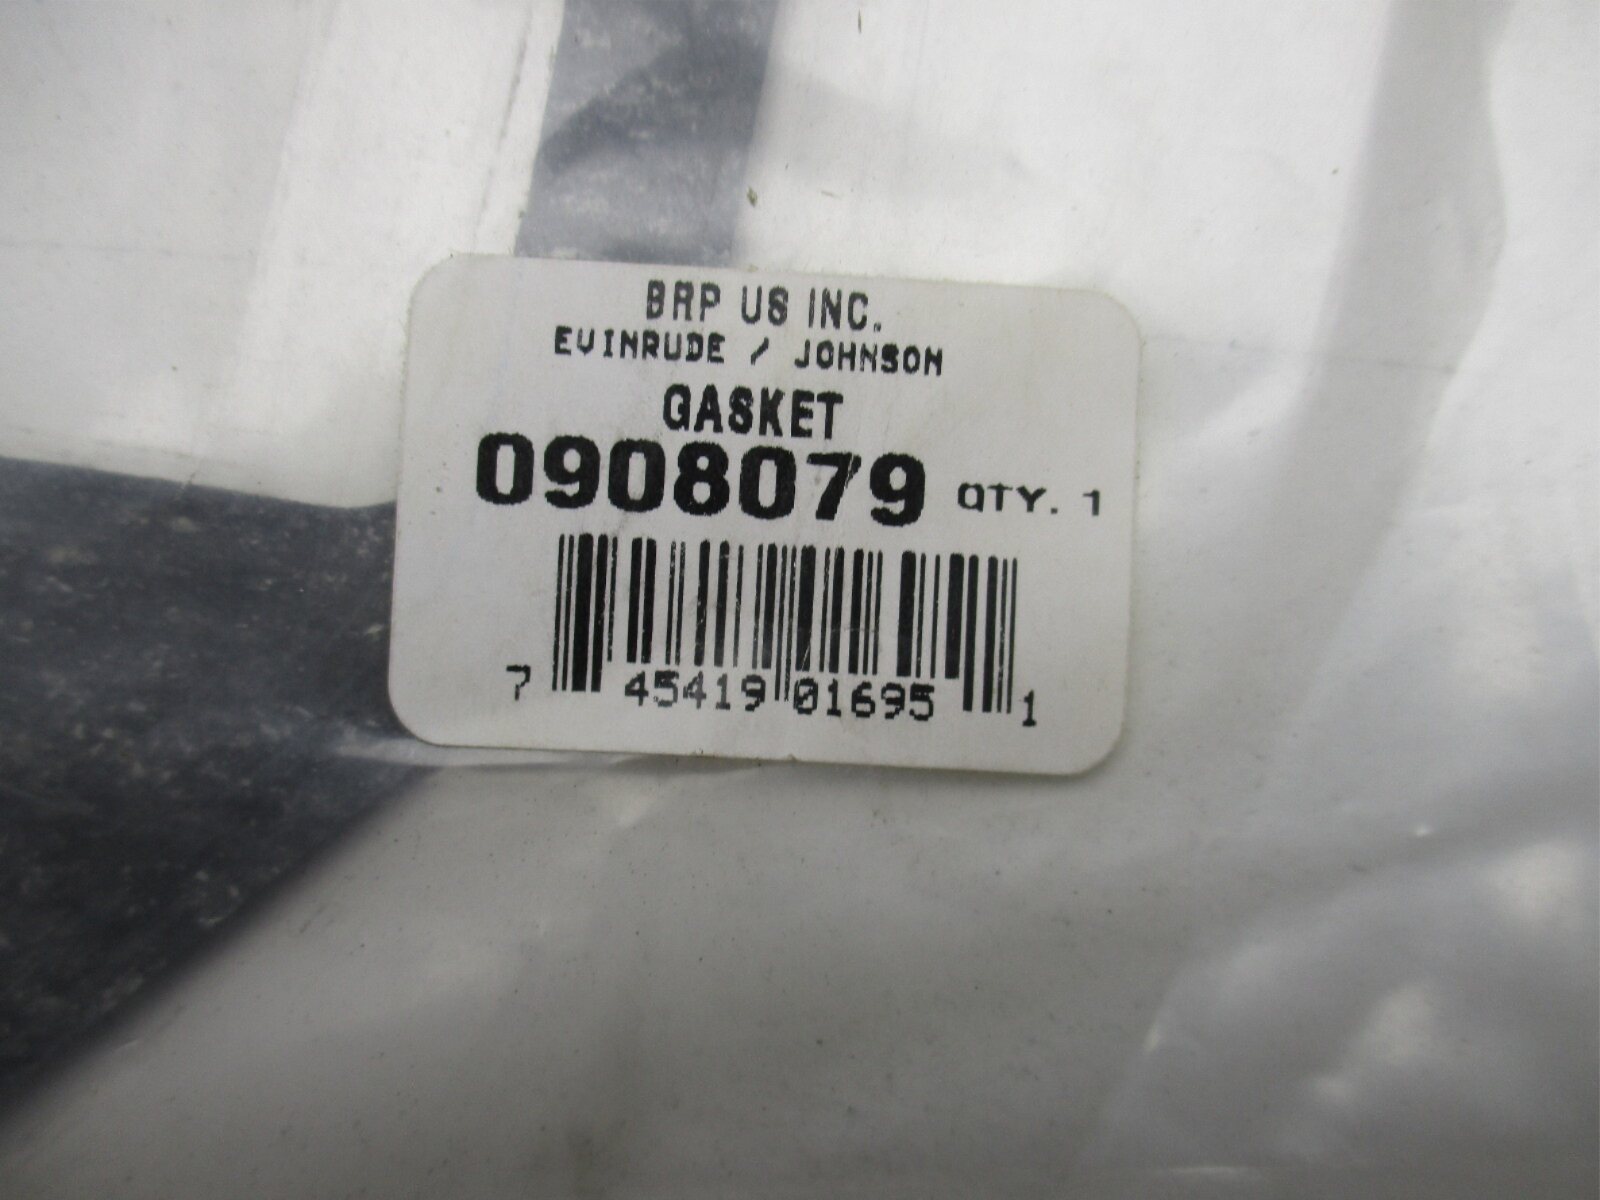 BRP US INC.
EVINRUDE / JOHNSON
GASKET
0908079 QTY. 1
7 45419 01695 1